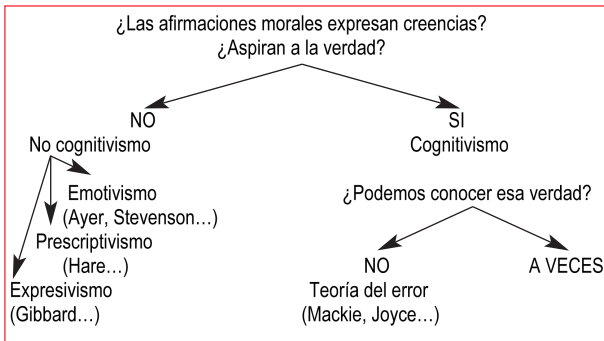 ¿Las afirmaciones morales expresan creencias?
¿Aspiran a la verdad?
NO
No cognitivismo
Emotivismo
(Ayer, Stevenson…)
Prescriptivismo
(Hare…)
Expresivismo
(Gibbard…)
SI
Cognitivismo
¿Podemos conocer esa verdad?
NO
Teoría del error
(Mackie, Joyce…)
A VECES